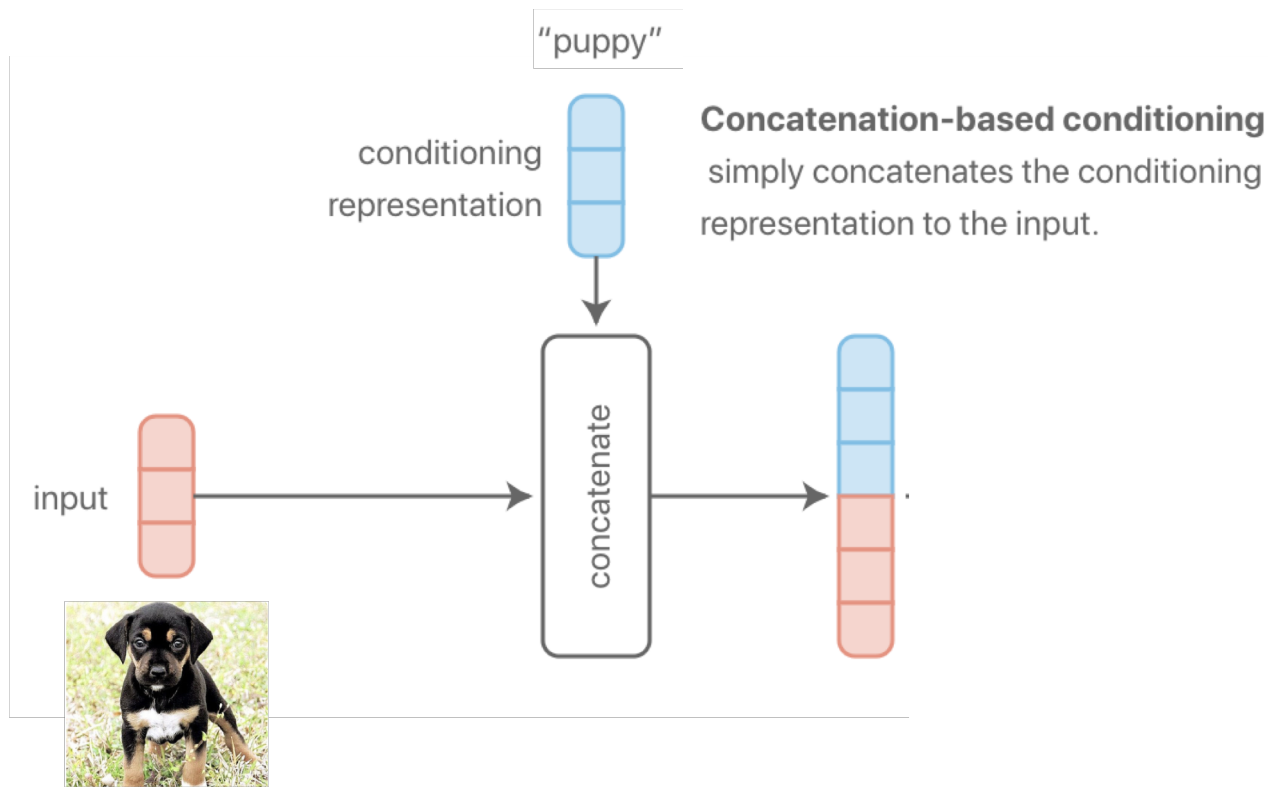 “puppy”
conditioning
representation
Concatenation-based conditioning
simply concatenates the conditioning
representation to the input.
input
concatenate